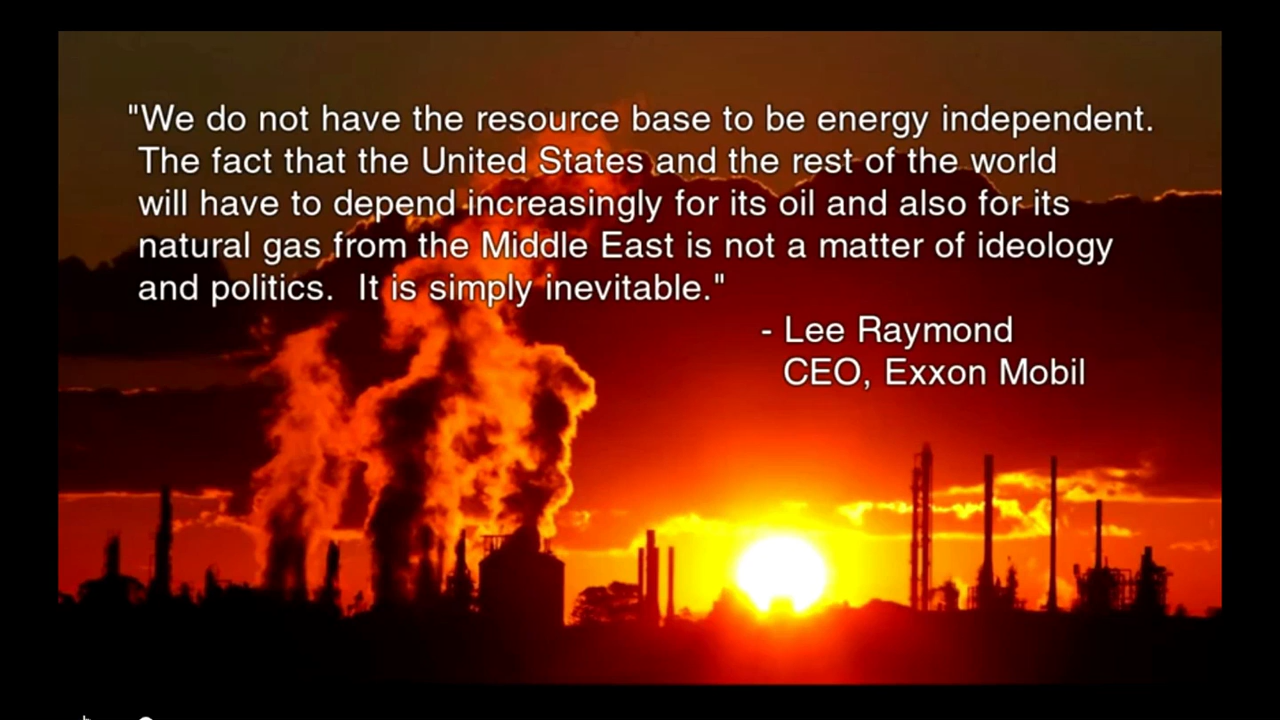 "We do not have the resource base to be energy independent.
The fact that the United States and the rest of the world
will have to depend increasingly for its oil and also for its
natural gas from the Middle East is not a matter of ideology
and politics.  It is simply inevitable."
- Lee Raymond
CEO, Exxon Mobil